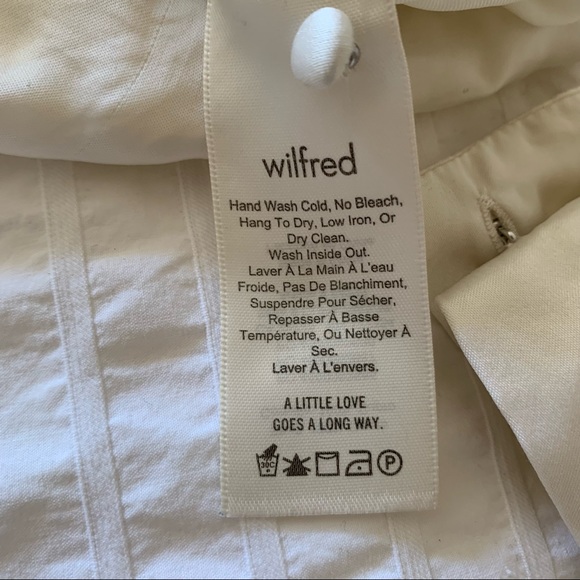 wilfred
Hand Wash Cold, No Bleach,
Hang To Dry, Low Iron, Or
Dry Clean.
Wash Inside Out.
Laver À La Main À L'eau
Froide, Pas De Blanchiment,
Suspendre Pour Sécher,
Repasser À Basse
Température, Ou Nettoyer À
Sec.
Laver À L'envers.
A LITTLE LOVE
GOES A LONG WAY.
30C P